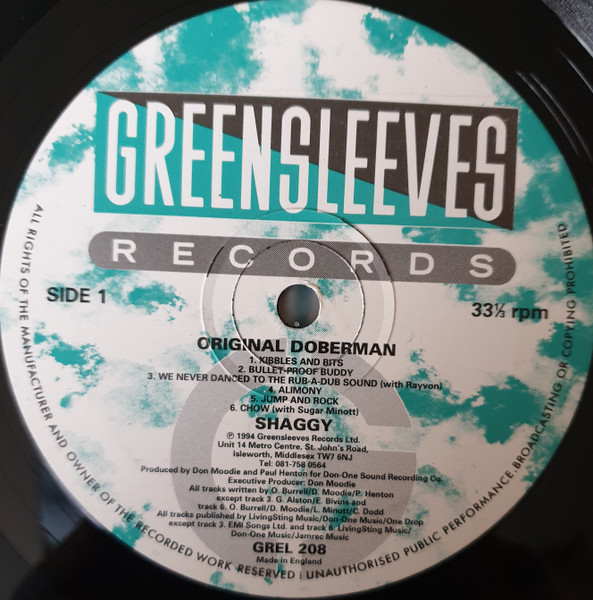 GREENSLEEVES
RECORDS
SIDE 1
33⅓ rpm
ORIGINAL DOBERMAN
1. KIBBLES AND BITS
2. BULLET-PROOF BUDDY
3. WE NEVER DANCED TO THE RUB-A-DUB SOUND (with Rayvon)
4. ALIMONY
5. JUMP AND ROCK
6. CHOW (with Sugar Minott)
SHAGGY
℗ 1994 Greensleeves Records Ltd.
Unit 14 Metro Centre, St. John's Road,
Isleworth, Middlesex TW7 6NJ
Tel: 081-758 0564
Produced by Don Moodie and Paul Henton for Don-One Sound Recording Co.
Executive Producer: Don Moodie
All tracks written by O. Burrell/D. Moodie/P. Henton
except track 3. G. Alston/E. Bivins and
track 6. O. Burrell/D. Moodie/L. Minott/C. Dodd
All tracks published by LivingSting Music/Don-One Music/One Drop
except track 3. EMI Songs Ltd. and track 6. LivingSting Music/
Don-One Music/Jamrec Music
GREL 208
Made in England
ALL RIGHTS OF THE MANUFACTURER AND OWNER OF THE RECORDED WORK RESERVED UNAUTHORISED PUBLIC PERFORMANCE BROADCASTING OR COPYING PROHIBITED